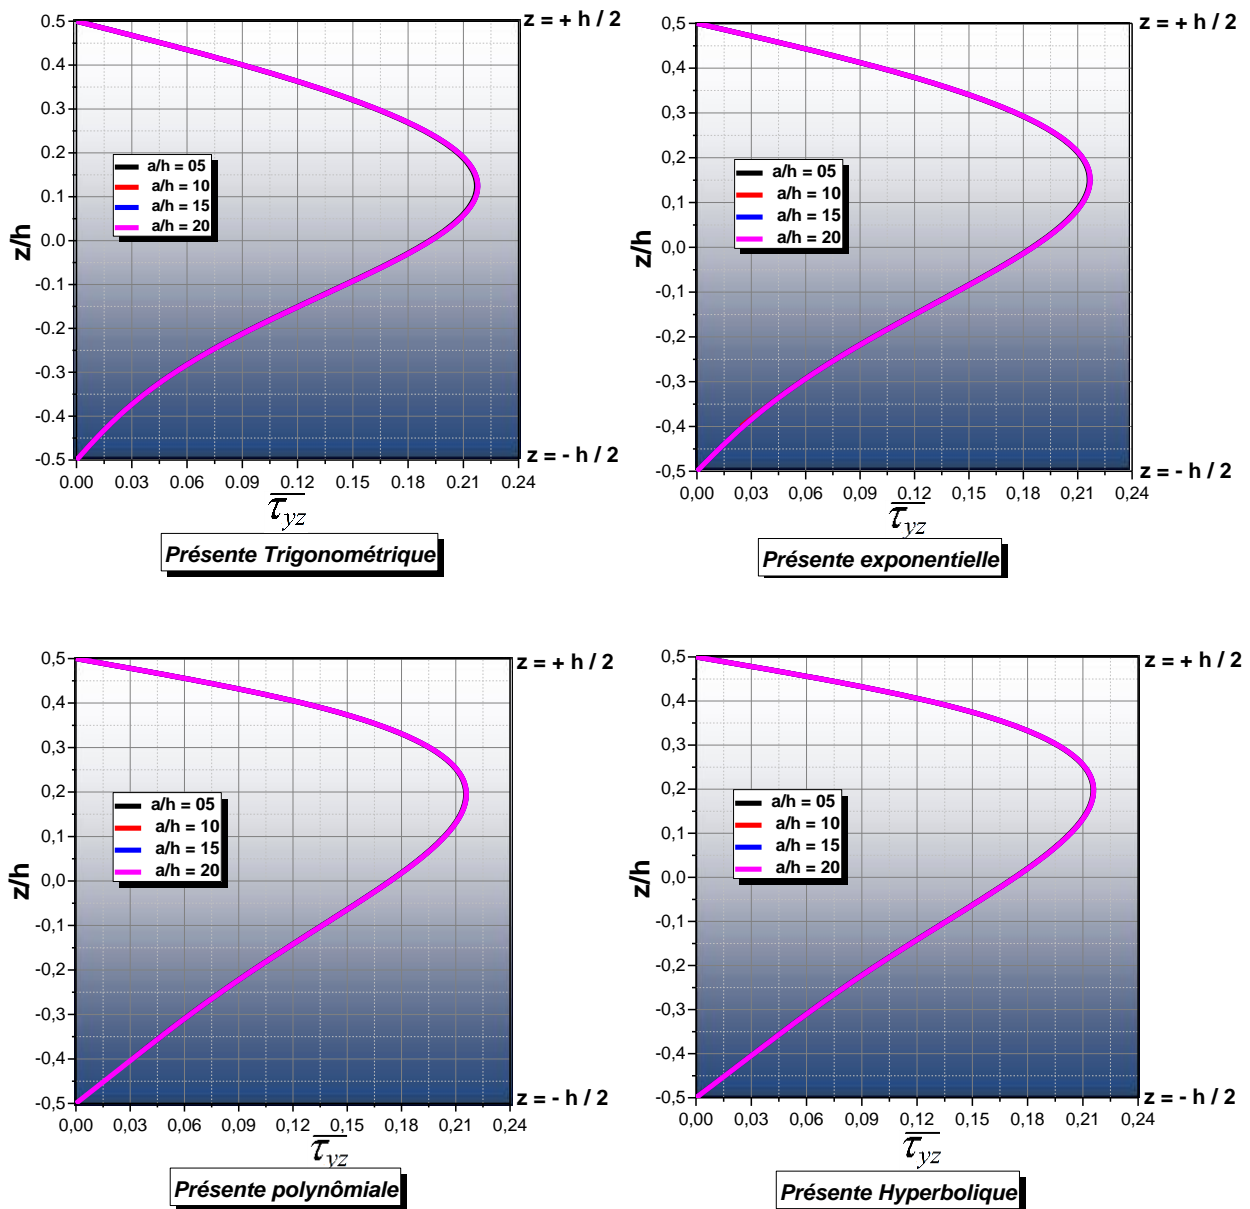 z = + h / 2
0.5
0.4
0.3
0.2
0.1
0.0
-0.1
-0.2
-0.3
-0.4
-0.5
z/h
a/h = 05
a/h = 10
a/h = 15
a/h = 20
z = - h / 2
0.00 0.03 0.06 0.09 0.12 0.15 0.18 0.21 0.24
τyz
Présente Trigonométrique
z = + h / 2
0,5
0,4
0,3
0,2
0,1
0,0
-0,1
-0,2
-0,3
-0,4
-0,5
z/h
a/h = 05
a/h = 10
a/h = 15
a/h = 20
z = - h / 2
0,00 0,03 0,06 0,09 0,12 0,15 0,18 0,21 0,24
τyz
Présente exponentielle
z = + h / 2
0,5
0,4
0,3
0,2
0,1
0,0
-0,1
-0,2
-0,3
-0,4
-0,5
z/h
a/h = 05
a/h = 10
a/h = 15
a/h = 20
z = - h / 2
0,00 0,03 0,06 0,09 0,12 0,15 0,18 0,21 0,24
τyz
Présente polynômiale
z = + h / 2
0,5
0,4
0,3
0,2
0,1
0,0
-0,1
-0,2
-0,3
-0,4
-0,5
z/h
a/h = 05
a/h = 10
a/h = 15
a/h = 20
z = - h / 2
0,00 0,03 0,06 0,09 0,12 0,15 0,18 0,21 0,24
τyz
Présente Hyperbolique